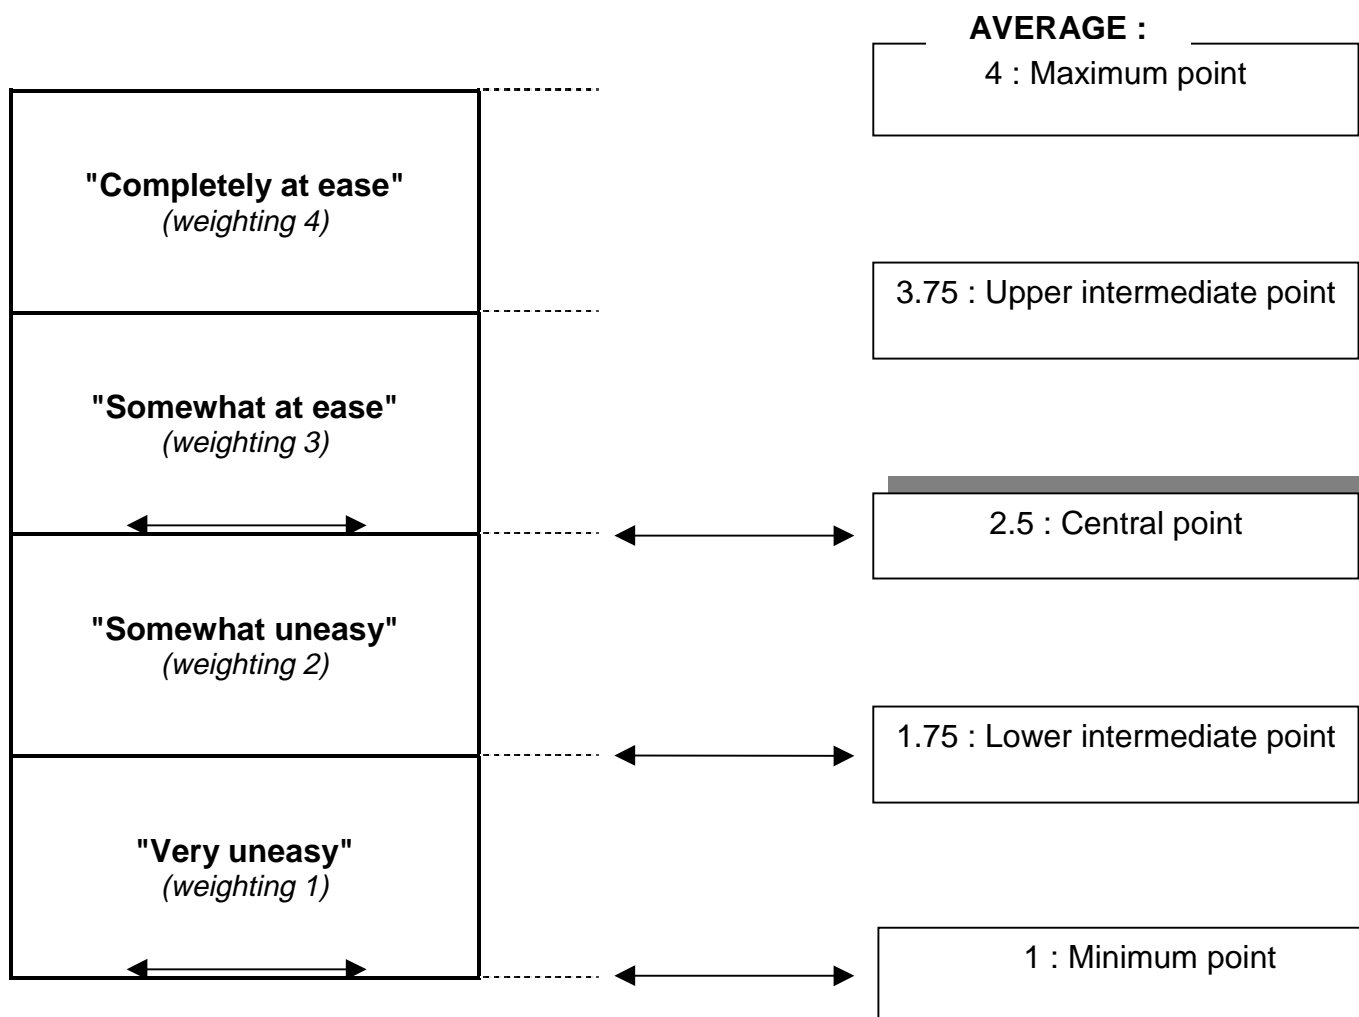 AVERAGE :
4 : Maximum point
"Completely at ease"
(weighting 4)
3.75 : Upper intermediate point
"Somewhat at ease"
(weighting 3)
2.5 : Central point
"Somewhat uneasy"
(weighting 2)
1.75 : Lower intermediate point
"Very uneasy"
(weighting 1)
1 : Minimum point